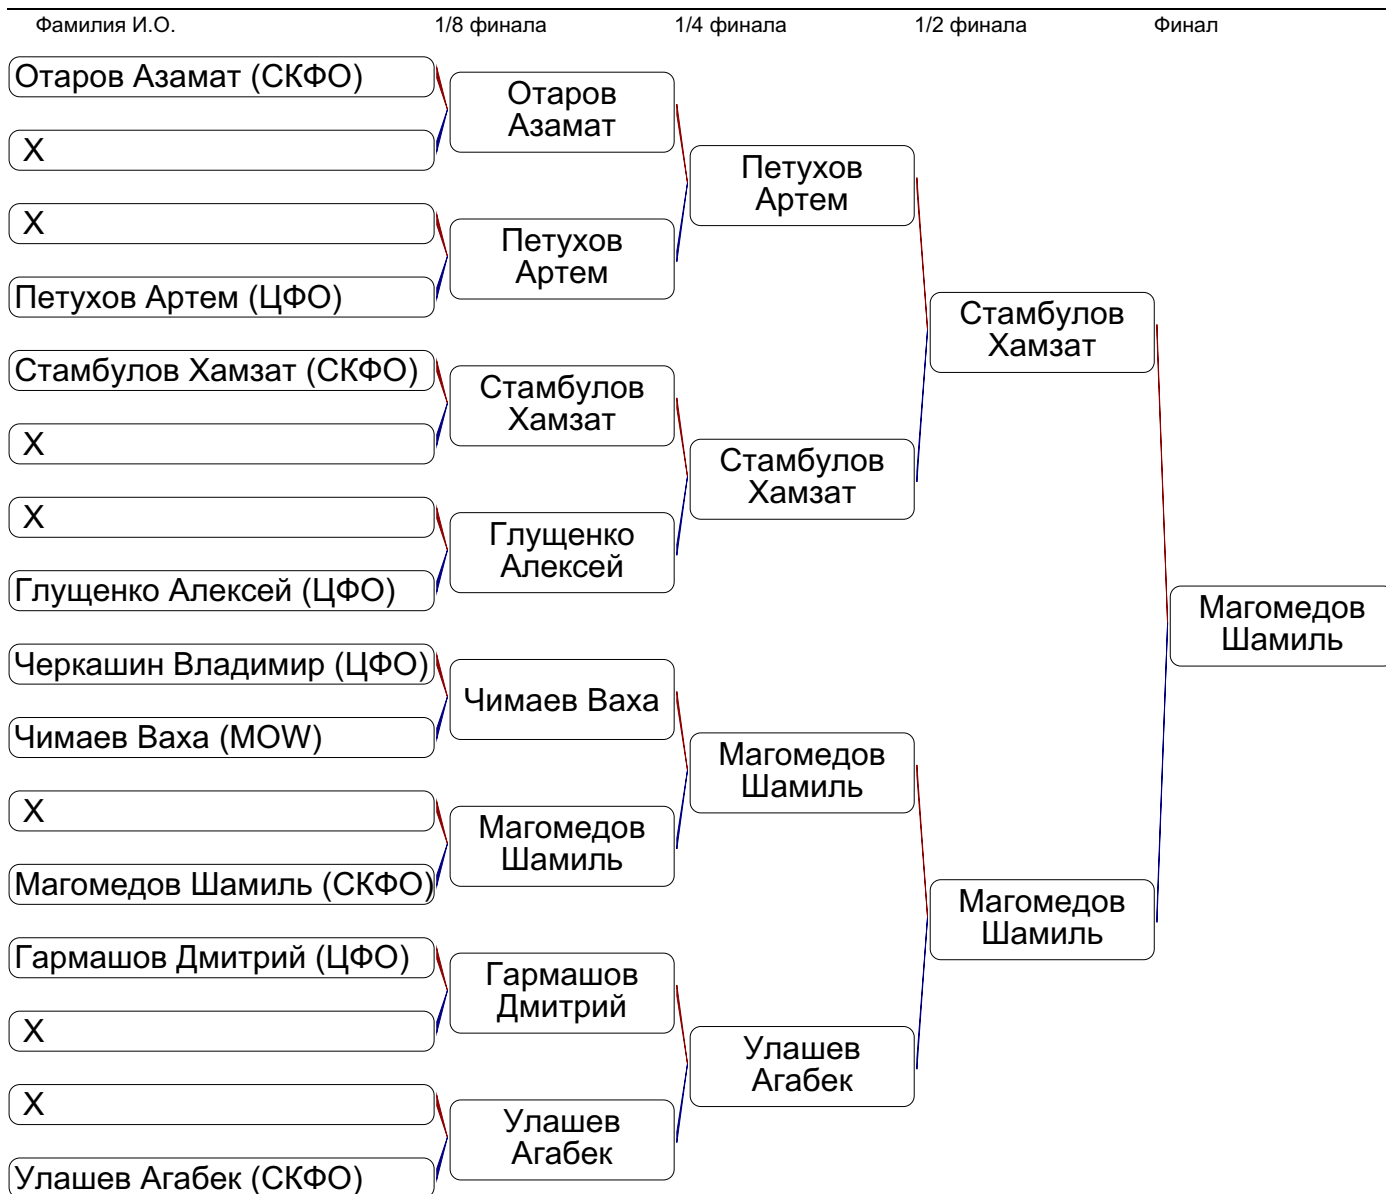 Фамилия И.О. 1/8 финала 1/4 финала 1/2 финала Финал
Отаров Азамат (СКФО)
X
X
Петухов Артем (ЦФО)
Стамбулов Хамзат (СКФО)
X
X
Глущенко Алексей (ЦФО)
Черкашин Владимир (ЦФО)
Чимаев Ваха (MOW)
X
Магомедов Шамиль (СКФО)
Гармашов Дмитрий (ЦФО)
X
X
Улашев Агабек (СКФО)
Отаров
Азамат
Петухов
Артем
Стамбулов
Хамзат
Глущенко
Алексей
Чимаев Ваха
Магомедов
Шамиль
Гармашов
Дмитрий
Улашев
Агабек
Петухов
Артем
Стамбулов
Хамзат
Магомедов
Шамиль
Улашев
Агабек
Стамбулов
Хамзат
Магомедов
Шамиль
Магомедов
Шамиль